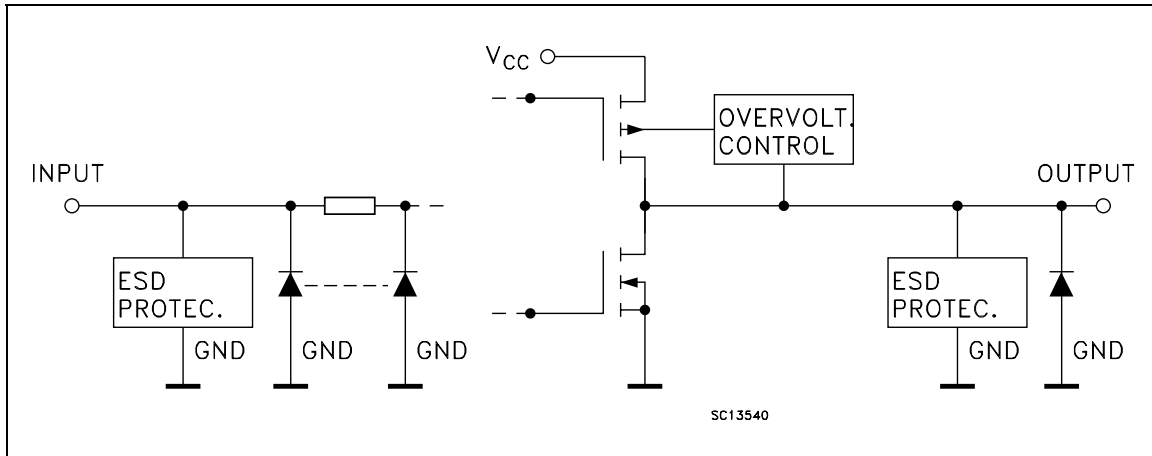 VCC
OVERVOLT.
CONTROL
INPUT
OUTPUT
ESD
PROTEC.
ESD
PROTEC.
GND
GND
GND
GND
GND
SC13540